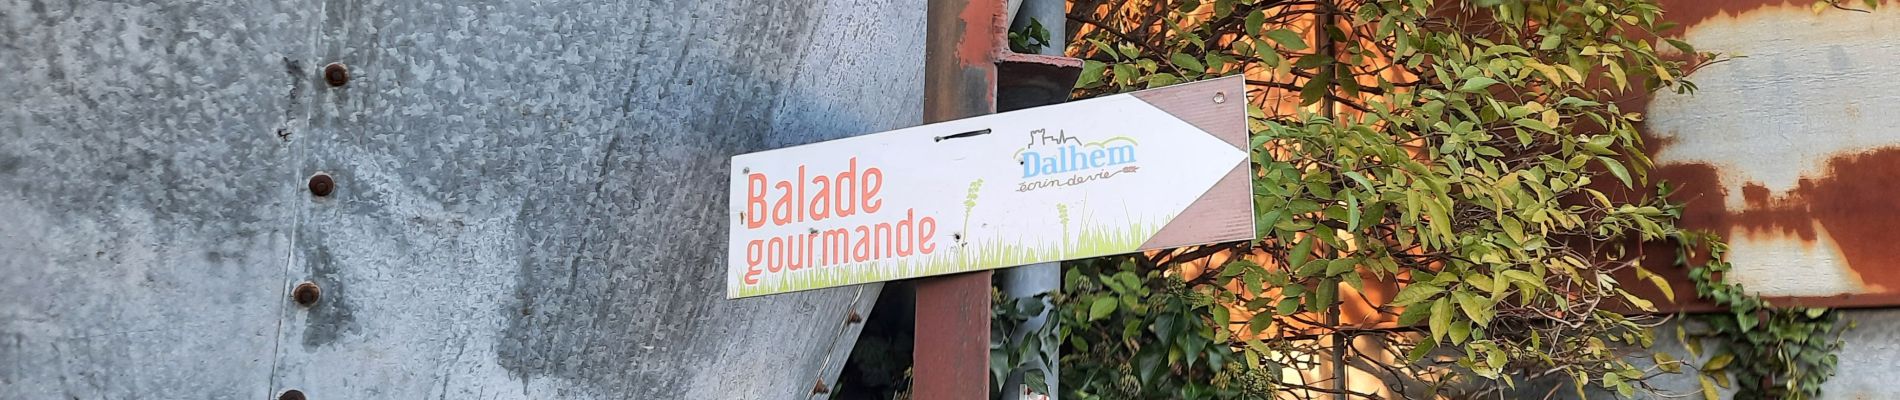 Balade
gourmande
Dalhem
écrin de vie